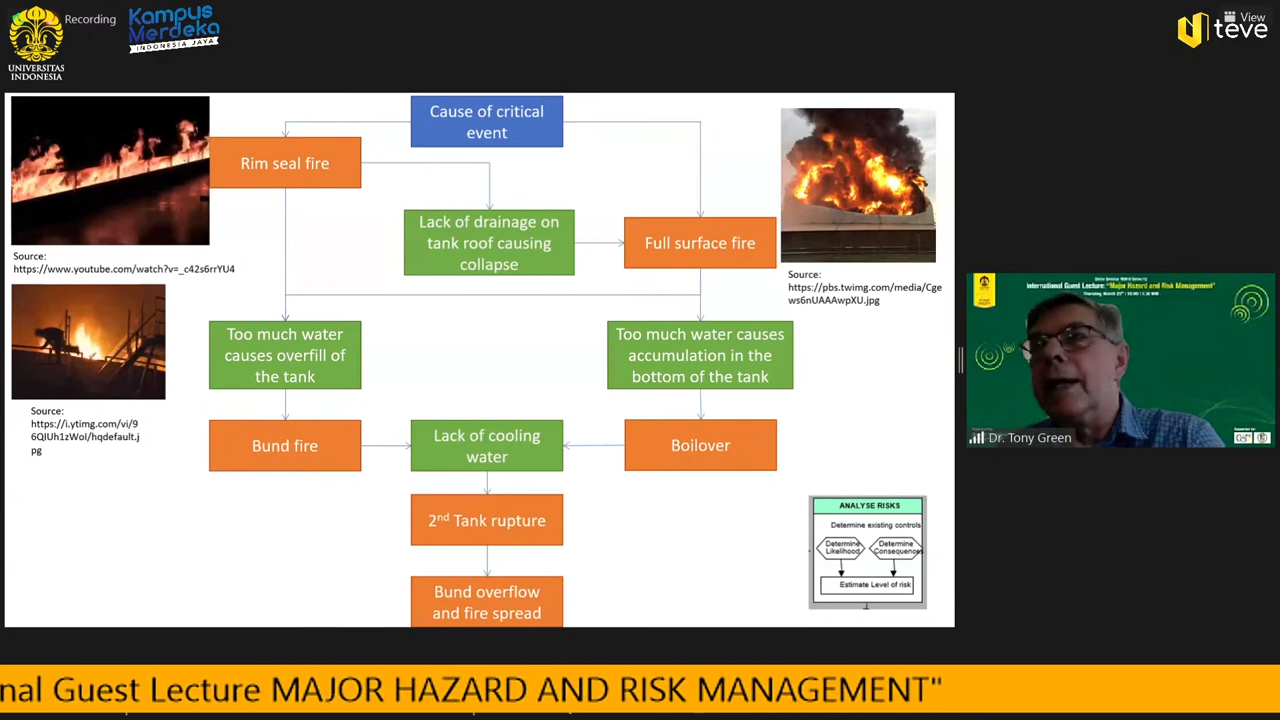 Recording
UNIVERSITAS
INDONESIA
Kampus
Merdeka
INDONESIA JAYA
View
teve
Cause of critical
event
Rim seal fire
Lack of drainage on
tank roof causing
collapse
Full surface fire
Source:
https://www.youtube.com/watch?v=_c42s6rrYU4
Source:
https://pbs.twimg.com/media/Cge
ws6nUAAAwpXU.jpg
Too much water
causes overfill of
the tank
Too much water causes
accumulation in the
bottom of the tank
Source:
https://i.ytimg.com/vi/9
6QJUh1zWoI/hqdefault.j
pg
Bund fire
Lack of cooling
water
Boilover
2nd Tank rupture
Bund overflow
and fire spread
ANALYSE RISKS
Determine existing controls
Determine
Likelihood
Determine
Consequences
Estimate Level of risk
International Guest Lecture: "Major Hazard and Risk Management"
Dr. Tony Green
nal Guest Lecture MAJOR HAZARD AND RISK MANAGEMENT"